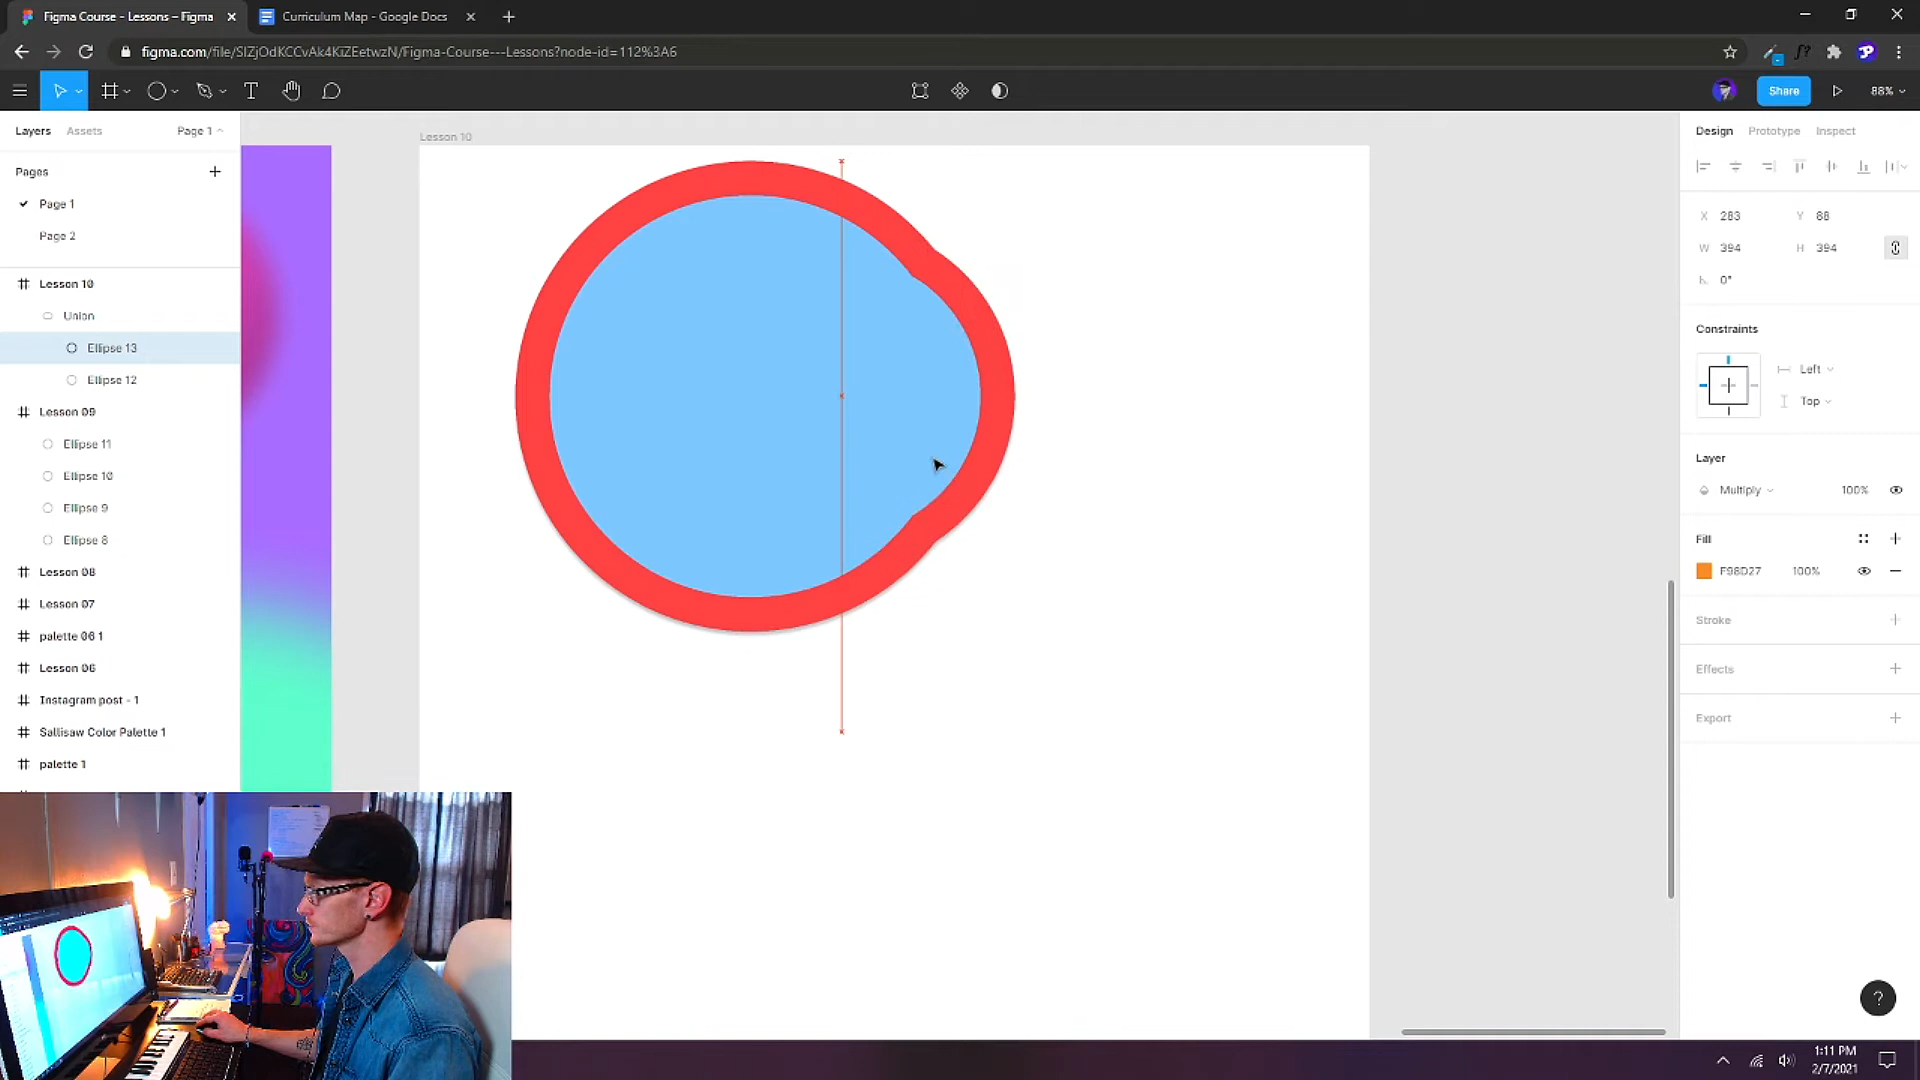 Figma Course - Lessons – Figma
Curriculum Map - Google Docs
figma.com/file/SIZjOdKCCvAk4KiZEetwzN/Figma-Course---Lessons?node-id=112%3A6
Share
88%
Layers
Assets
Page 1
Pages
Page 1
Page 2
Lesson 10
Union
Ellipse 13
Ellipse 12
Lesson 09
Ellipse 11
Ellipse 10
Ellipse 9
Ellipse 8
Lesson 08
Lesson 07
palette 06 1
Lesson 06
Instagram post - 1
Sallisaw Color Palette 1
palette 1
Lesson 10
Design
Prototype
Inspect
X 283
Y 88
W 394
H 394
0°
Constraints
Left
Top
Layer
Multiply
100%
Fill
F98D27
100%
Stroke
Effects
Export
?
1:11 PM
2/7/2021